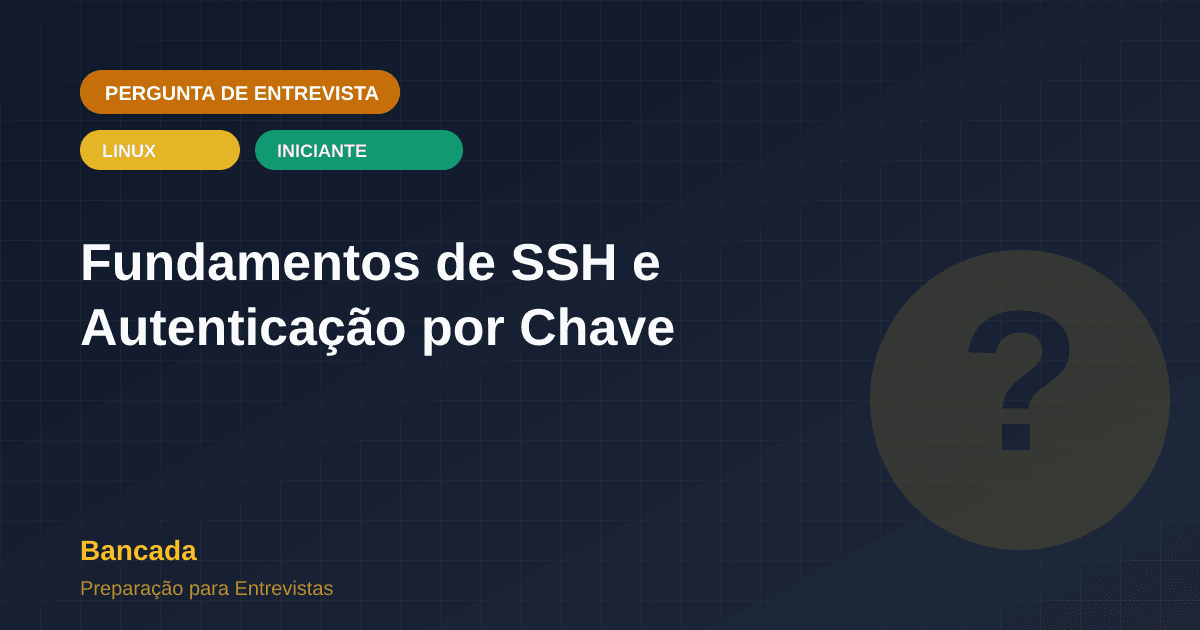 PERGUNTA DE ENTREVISTA
LINUX
INICIANTE
Fundamentos de SSH e
Autenticação por Chave
?
Bancada
Preparação para Entrevistas